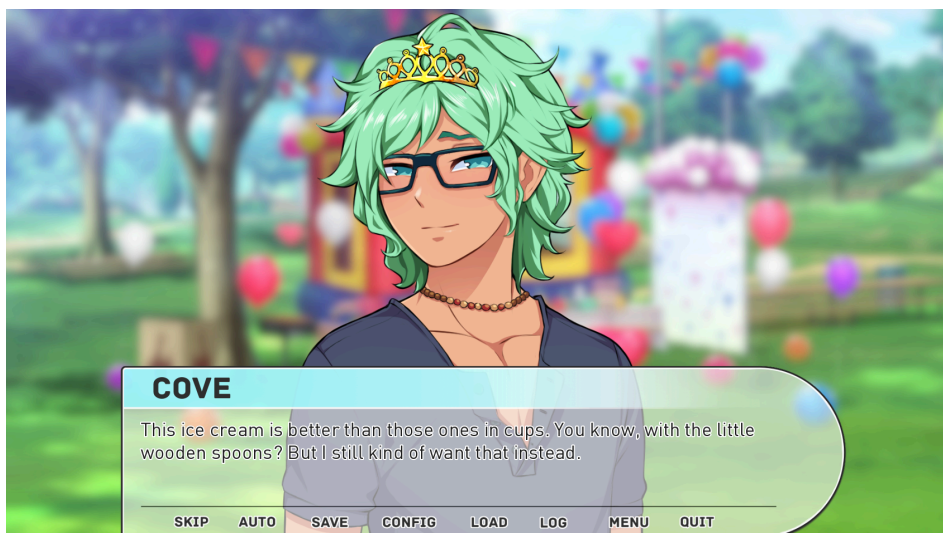 COVE
This ice cream is better than those ones in cups. You know, with the little
wooden spoons? But I still kind of want that instead.
SKIP AUTO SAVE CONFIG LOAD LOG MENU QUIT